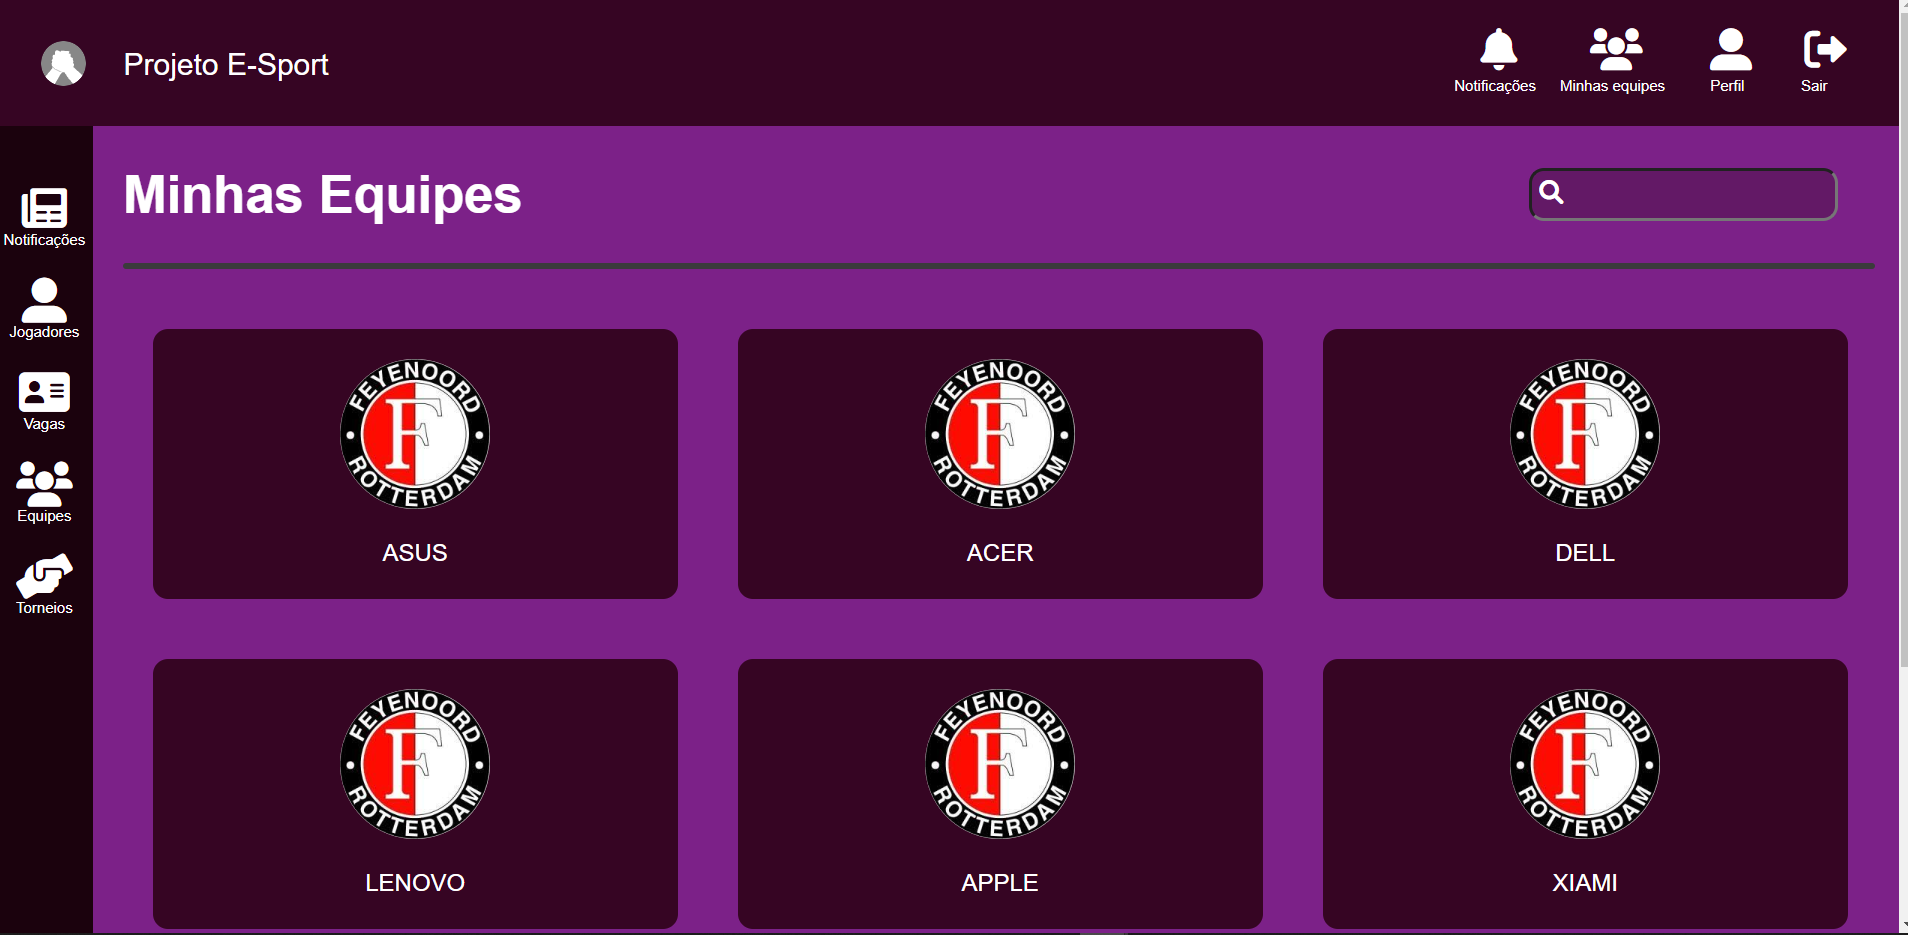 Projeto E-Sport
Notificações
Minhas equipes
Perfil
Sair
Notificações
Jogadores
Vagas
Equipes
Torneios
Minhas Equipes
FEYENOORD
F
ROTTERDAM
ASUS
FEYENOORD
F
ROTTERDAM
ACER
FEYENOORD
F
ROTTERDAM
DELL
FEYENOORD
F
ROTTERDAM
LENOVO
FEYENOORD
F
ROTTERDAM
APPLE
FEYENOORD
F
ROTTERDAM
XIAMI